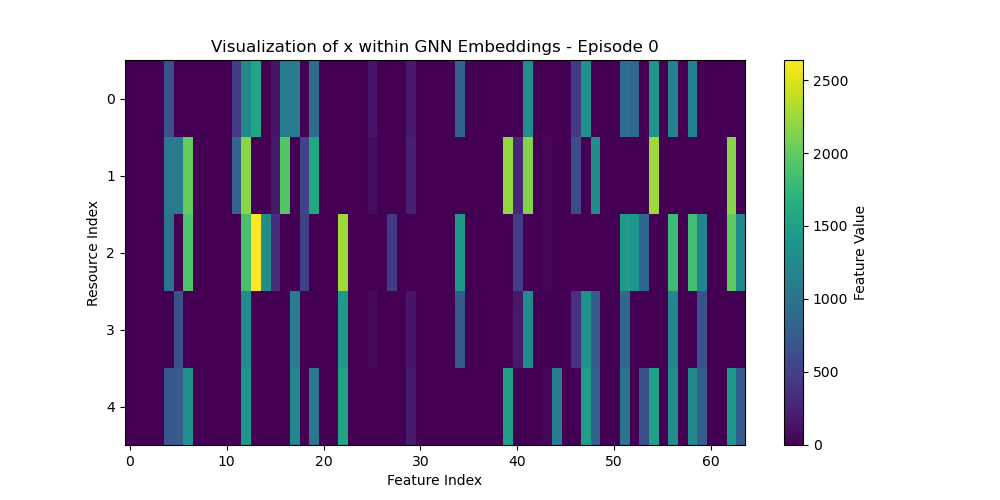 Visualization of x within GNN Embeddings - Episode 0
Resource Index
0
1
2
3
4
0 10 20 30 40 50 60
Feature Index
2500
2000
1500
1000
500
0
Feature Value